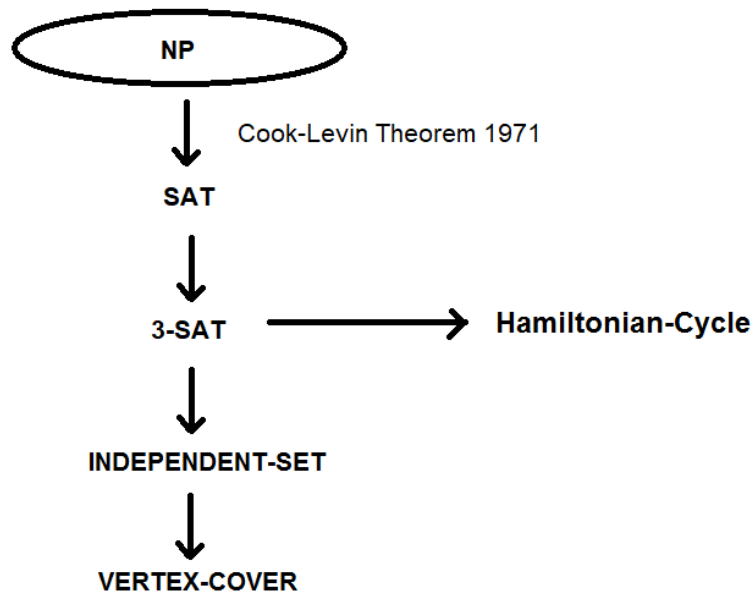 NP
Cook-Levin Theorem 1971
SAT
3-SAT
Hamiltonian-Cycle
INDEPENDENT-SET
VERTEX-COVER